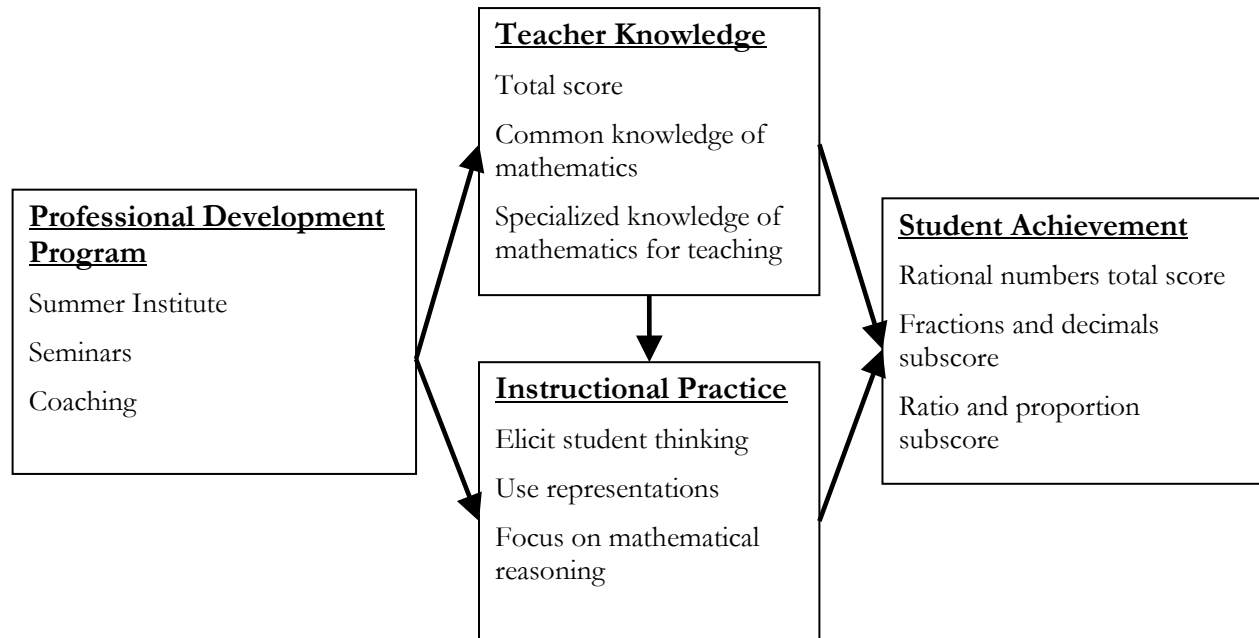 Professional Development
Program
Summer Institute
Seminars
Coaching
Teacher Knowledge
Total score
Common knowledge of
mathematics
Specialized knowledge of
mathematics for teaching
Instructional Practice
Elicit student thinking
Use representations
Focus on mathematical
reasoning
Student Achievement
Rational numbers total score
Fractions and decimals
subscore
Ratio and proportion
subscore